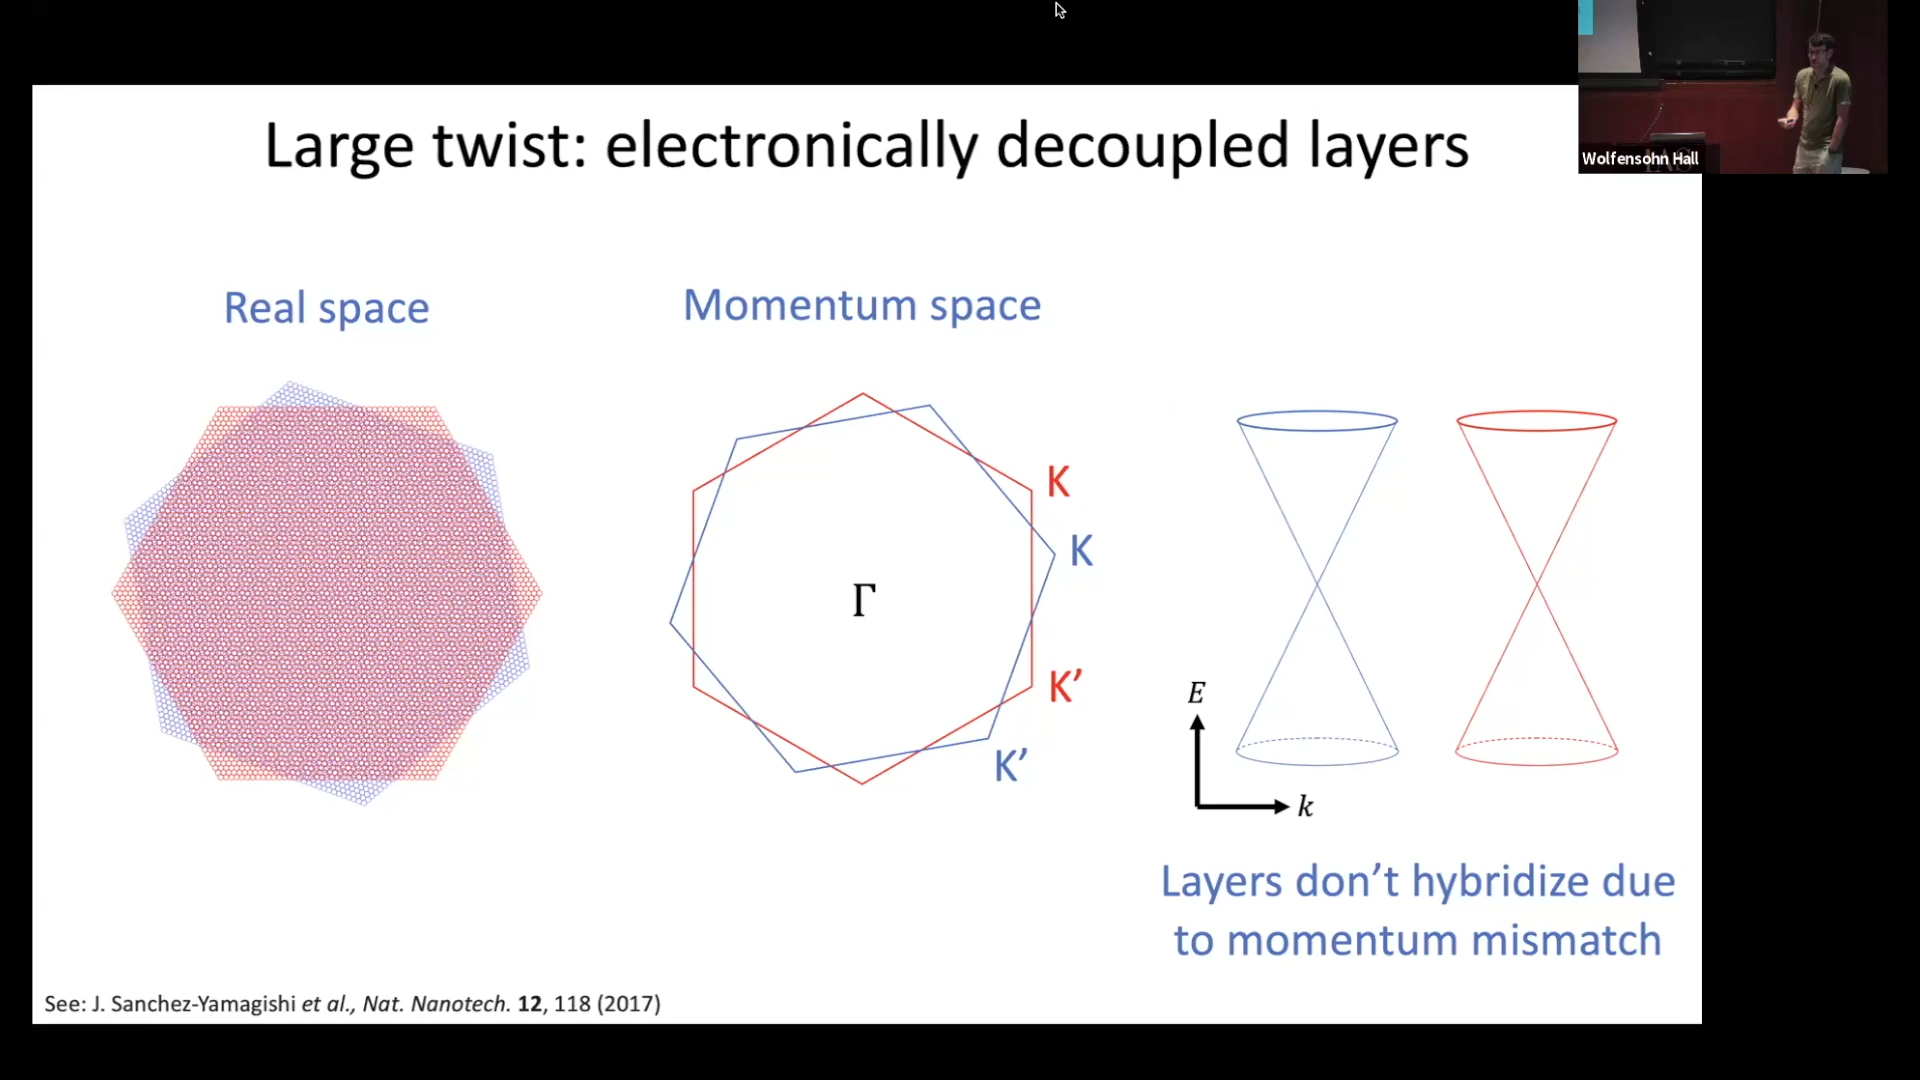 Large twist: electronically decoupled layers
Wolfensohn Hall
IAS
Real space
Momentum space
K
K
Γ
K’
K’
E
k
Layers don’t hybridize due
to momentum mismatch
See: J. Sanchez-Yamagishi et al., Nat. Nanotech. 12, 118 (2017)